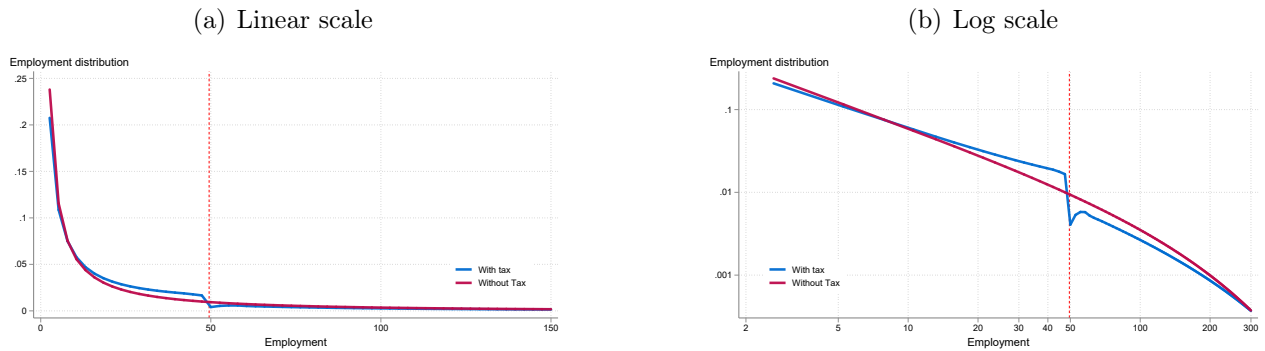 (a) Linear scale
Employment distribution
.25
.2
.15
.1
.05
0
0
50
100
150
Employment
With tax
Without Tax
(b) Log scale
Employment distribution
.1
.01
.001
2
5
10
20
30
40
50
100
200
300
Employment
With tax
Without Tax